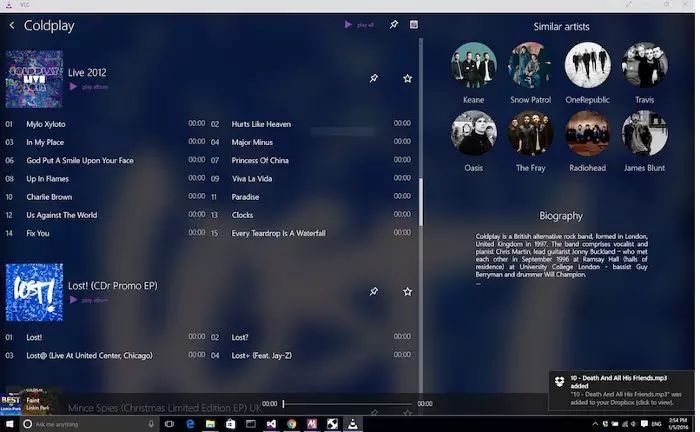 VLC
Coldplay
play all
COLDPLAY
LIVE
2012
Live 2012
play album
01 Mylo Xyloto 00:00 02 Hurts Like Heaven 00:00
03 In My Place 00:00 04 Major Minus 00:00
06 God Put A Smile Upon Your Face 00:00 07 Princess Of China 00:00
08 Up In Flames 00:00 09 Viva La Vida 00:00
10 Charlie Brown 00:00 11 Paradise 00:00
12 Us Against The World 00:00 13 Clocks 00:00
14 Fix You 00:00 15 Every Teardrop Is A Waterfall 00:00
LOST!
Lost! (CDr Promo EP)
play album
01 Lost! 00:00 02 Lost? 00:00
03 Lost@ (Live At United Center, Chicago) 00:00 04 Lost+ (Feat. Jay-Z) 00:00
Mince Spies (Christmas Limited Edition EP) UK
Similar artists
Keane Snow Patrol OneRepublic Travis
Oasis The Fray Radiohead James Blunt
Biography
Coldplay is a British alternative rock band, formed in London,
United Kingdom in 1997. The band comprises vocalist and
pianist Chris Martin, lead guitarist Jonny Buckland – who met
each other in September 1996 at Ramsay Hall (halls of
residence) at University College London - bassist Guy
Berryman and drummer Will Champion.
...
BEST
Linkin Park
COLDPLAY
Faint
Linkin Park
00:00 00:00
10 - Death And All His Friends.mp3
added
"10 - Death And All His Friends.mp3" was
added to your Dropbox (click to view).
Ask me anything
ENG
2:54 PM
1/5/2016